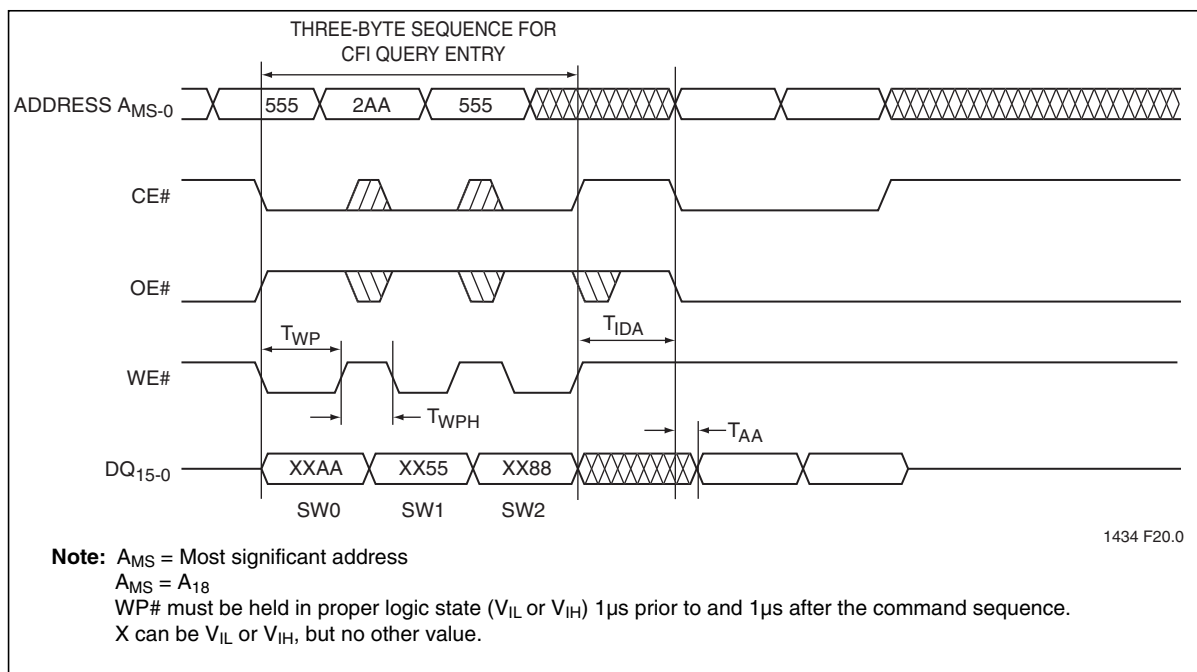 THREE-BYTE SEQUENCE FOR
CFI QUERY ENTRY
ADDRESS AMS-0
555 2AA 555
CE#
OE#
TWP
TIDA
WE#
TWPH
TAA
DQ15-0
XXAA XX55 XX88
SW0 SW1 SW2
1434 F20.0
Note: AMS = Most significant address
AMS = A18
WP# must be held in proper logic state (VIL or VIH) 1µs prior to and 1µs after the command sequence.
X can be VIL or VIH, but no other value.